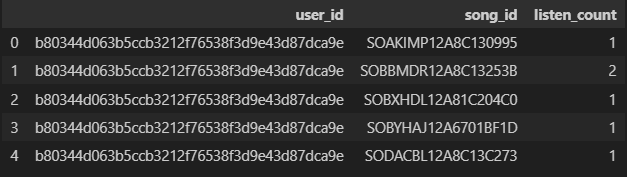 user_id song_id listen_count
0 b80344d063b5ccb3212f76538f3d9e43d87dca9e SOAKIMP12A8C130995 1
1 b80344d063b5ccb3212f76538f3d9e43d87dca9e SOBBMDR12A8C13253B 2
2 b80344d063b5ccb3212f76538f3d9e43d87dca9e SOBXHDL12A81C204C0 1
3 b80344d063b5ccb3212f76538f3d9e43d87dca9e SOBYHAJ12A6701BF1D 1
4 b80344d063b5ccb3212f76538f3d9e43d87dca9e SODACBL12A8C13C273 1